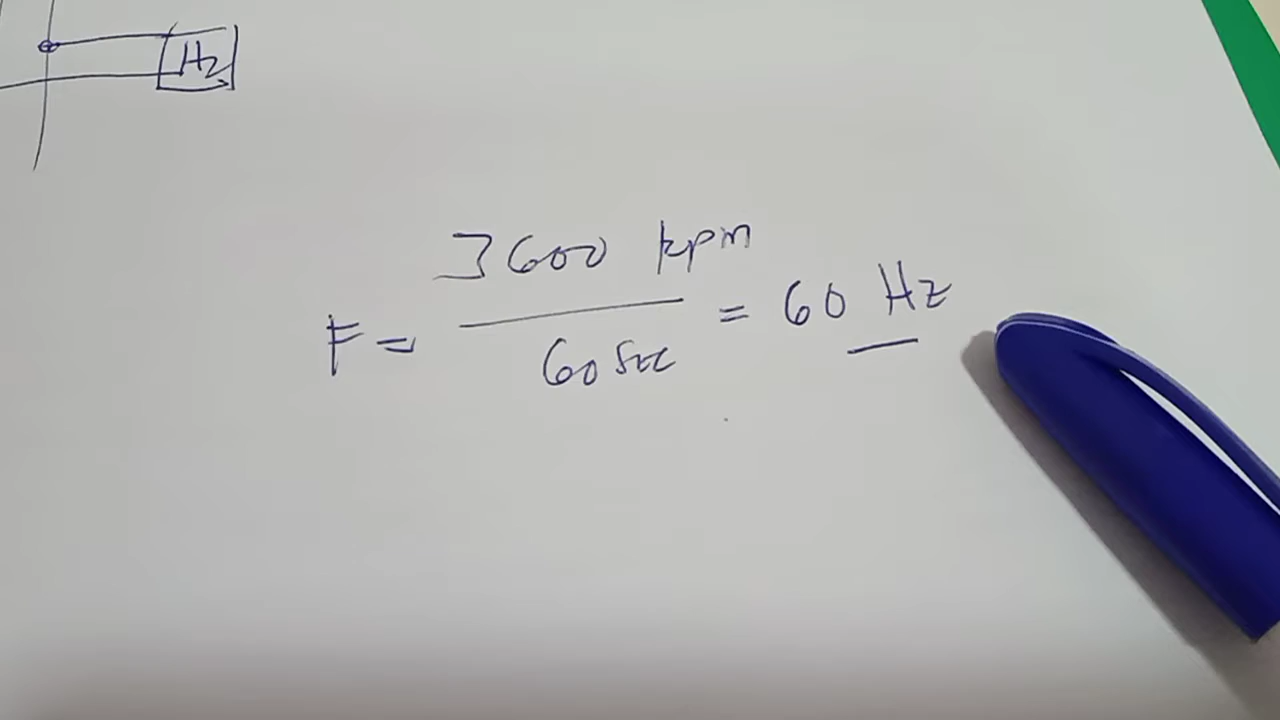 Hz
3600 rpm
F = ——— = 60 Hz
60 sec